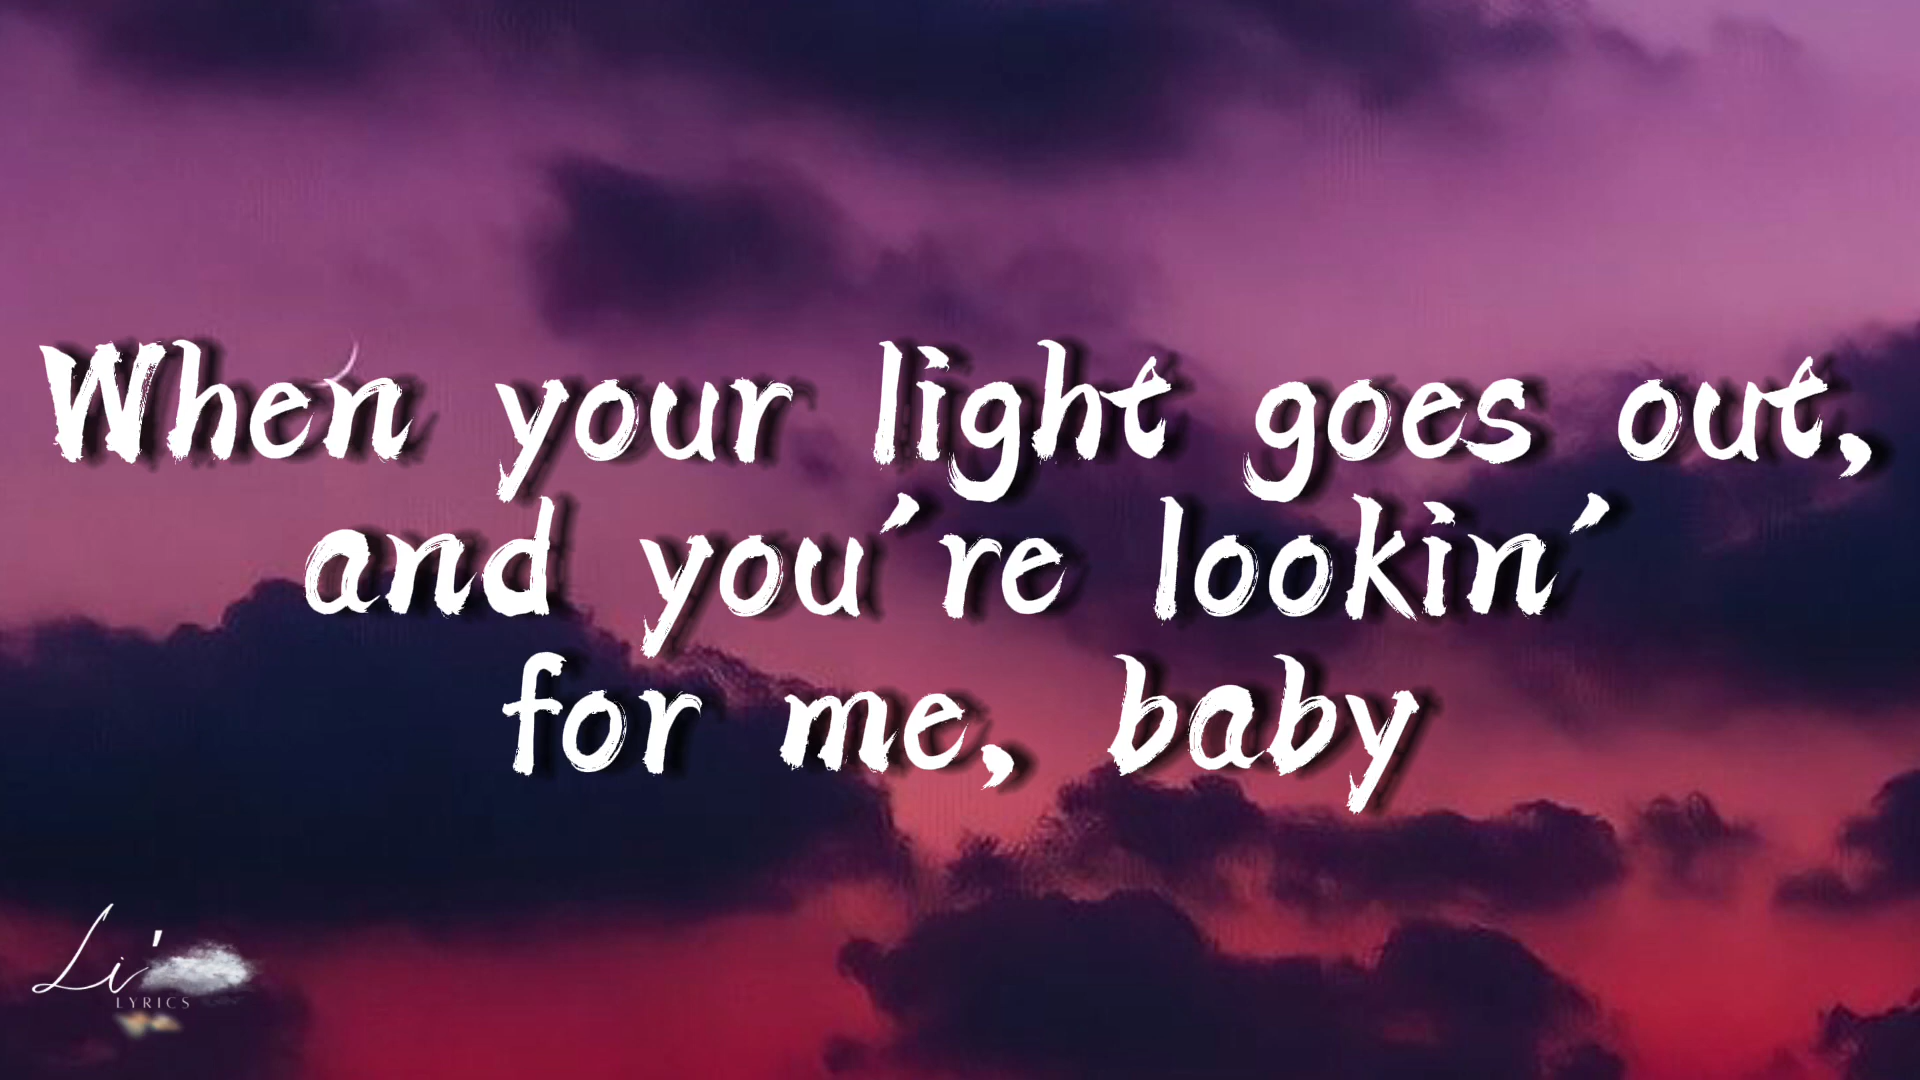 When your light goes out,
and you're lookin'
for me, baby
Li'
LYRICS